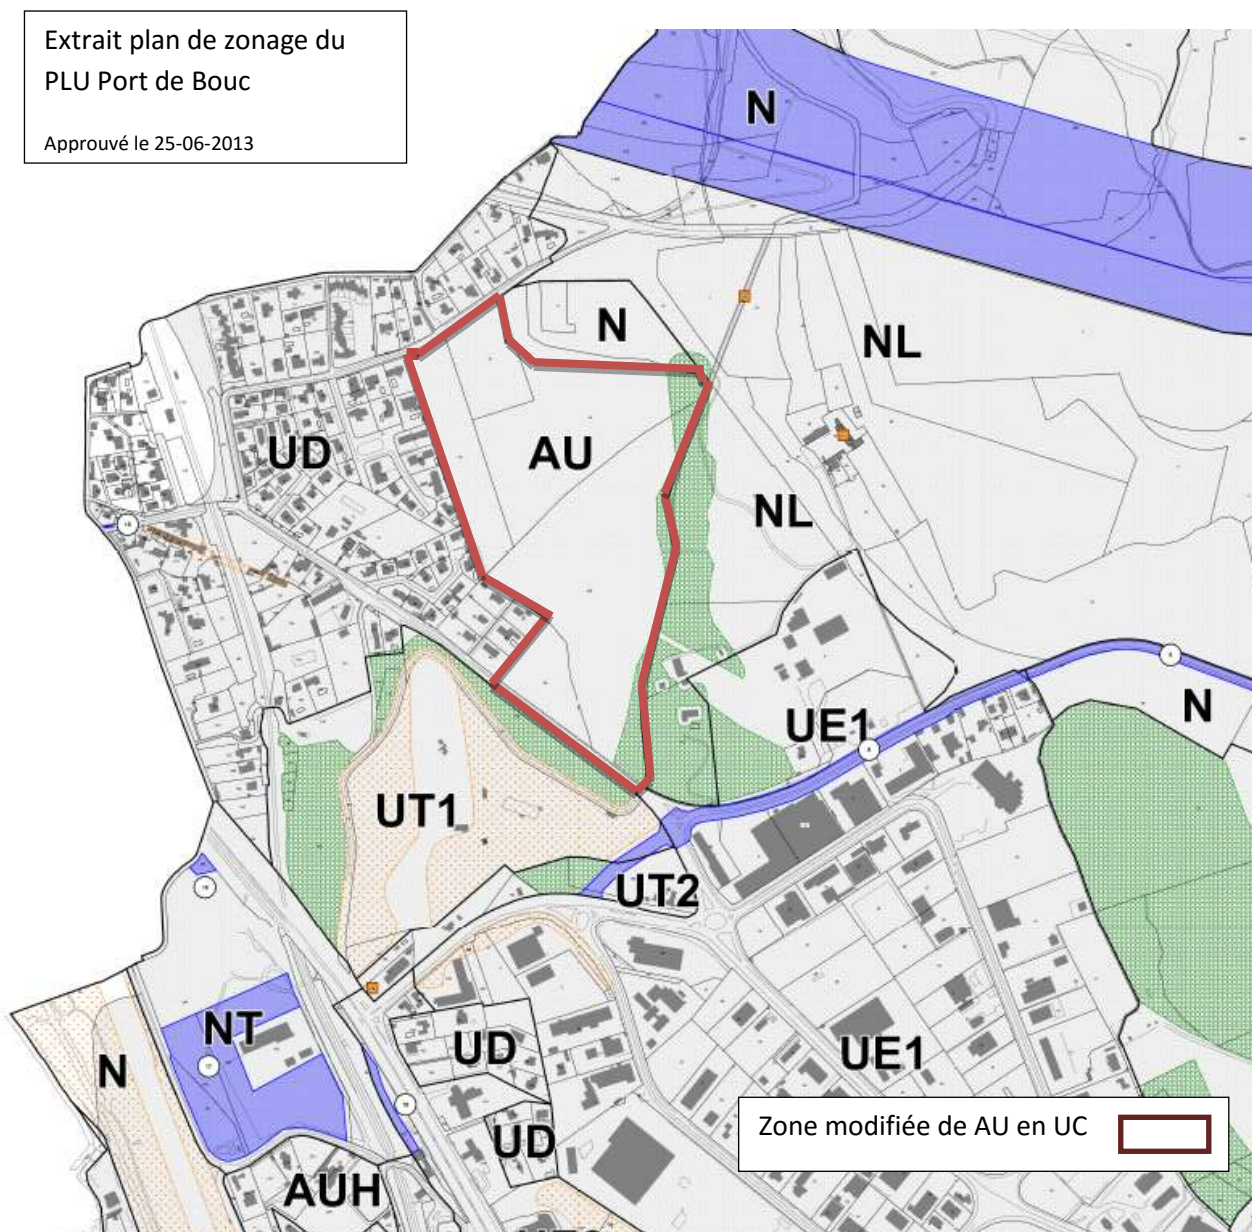 Extrait plan de zonage du
PLU Port de Bouc
Approuvé le 25-06-2013
N
N
NL
UD
AU
NL
N
UE1
UT1
UT2
NT
N
UD
UE1
UD
AUH
Zone modifiée de AU en UC